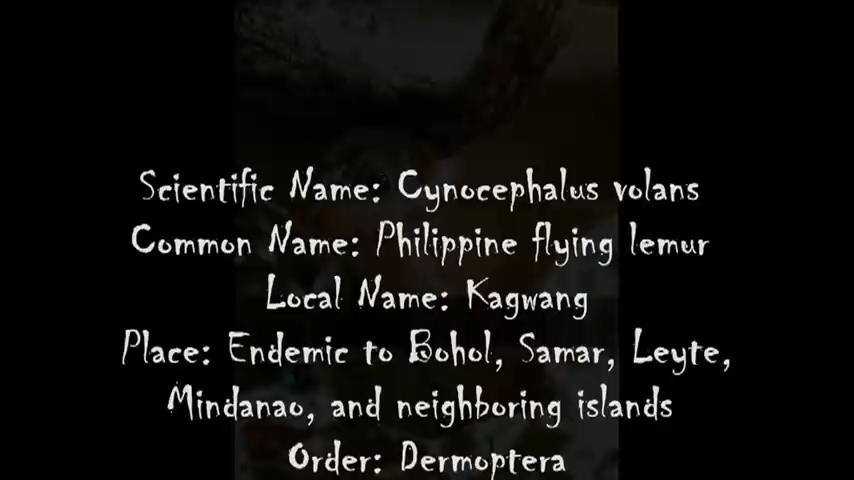 Scientific Name: Cynocephalus volans
Common Name: Philippine flying lemur
Local Name: Kagwang
Place: Endemic to Bohol, Samar, Leyte,
Mindanao, and neighboring islands
Order: Dermoptera